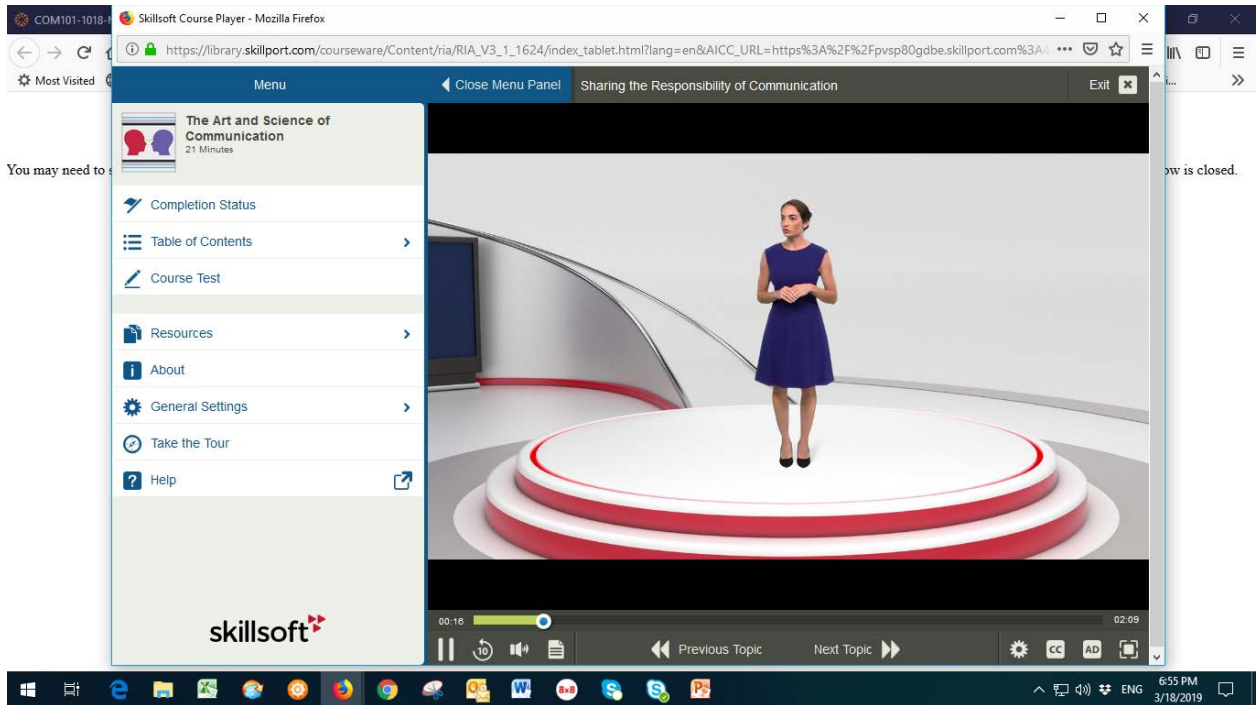 COM101-1018-
Skillsoft Course Player - Mozilla Firefox
https://library.skillport.com/courseware/Content/ria/RIA_V3_1_1624/index_tablet.html?lang=en&AICC_URL=https%3A%2F%2Fpvsp80gdbe.skillport.com%3A
Most Visited
Menu
Close Menu Panel
Sharing the Responsibility of Communication
Exit
The Art and Science of
Communication
21 Minutes
You may need to
ow is closed.
Completion Status
Table of Contents
Course Test
Resources
About
General Settings
Take the Tour
Help
skillsoft
00:16
02:09
10
Previous Topic
Next Topic
CC
AD
8x8
ENG
6:55 PM
3/18/2019